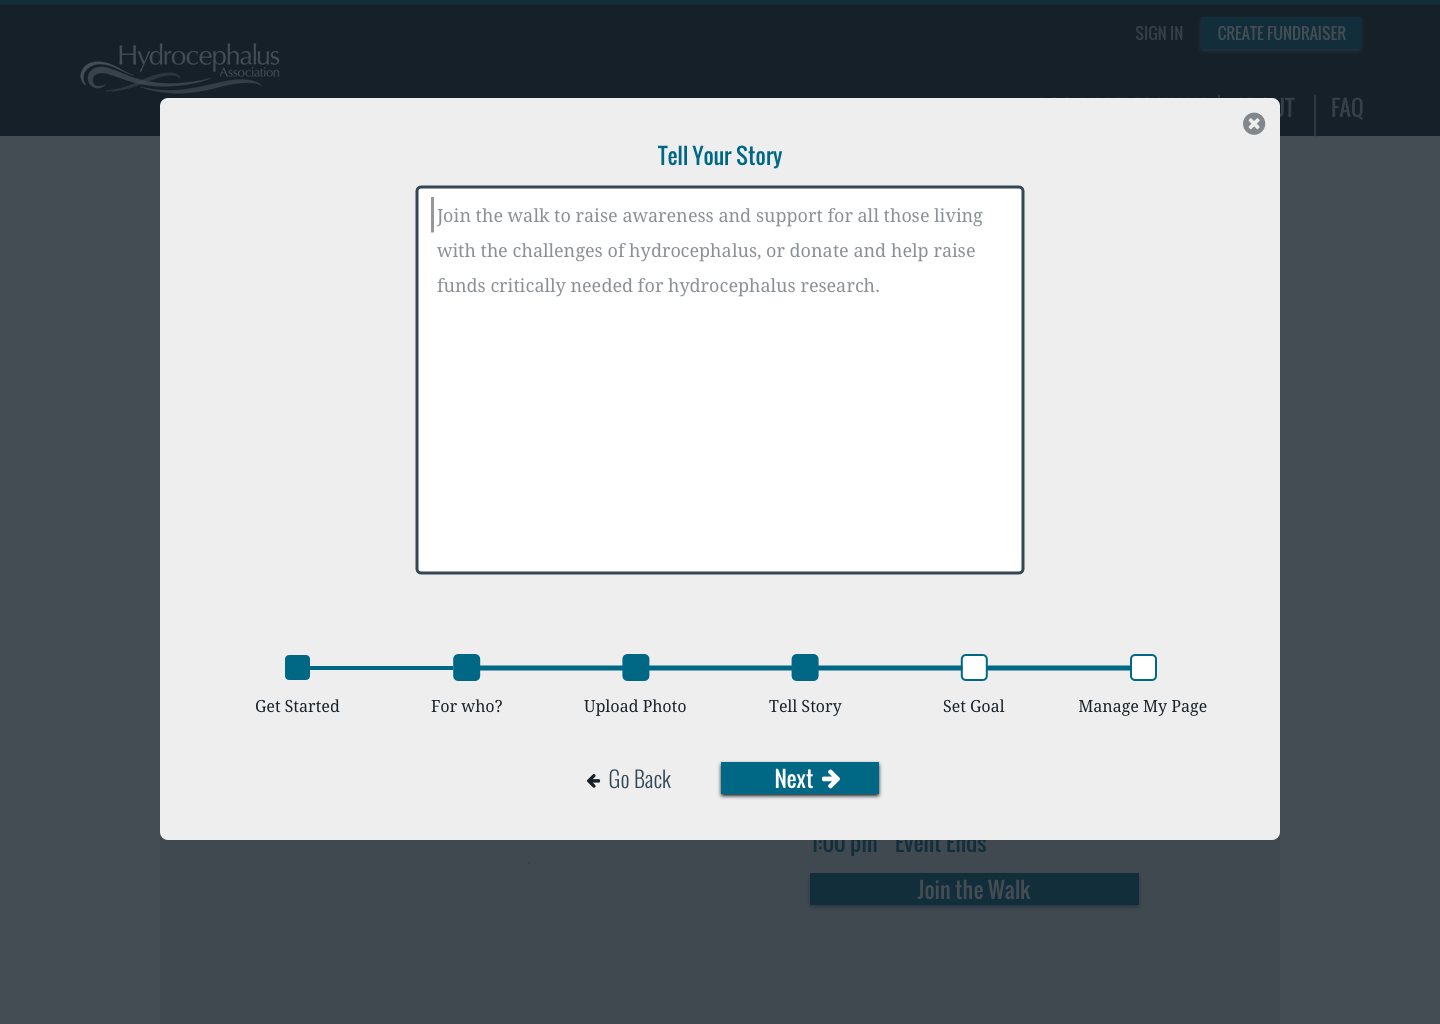 Hydrocephalus
Association
SIGN IN
CREATE FUNDRAISER
FAQ
Tell Your Story
Join the walk to raise awareness and support for all those living
with the challenges of hydrocephalus, or donate and help raise
funds critically needed for hydrocephalus research.
Get Started
For who?
Upload Photo
Tell Story
Set Goal
Manage My Page
Go Back
Next
1:00 pm Event Ends
Join the Walk